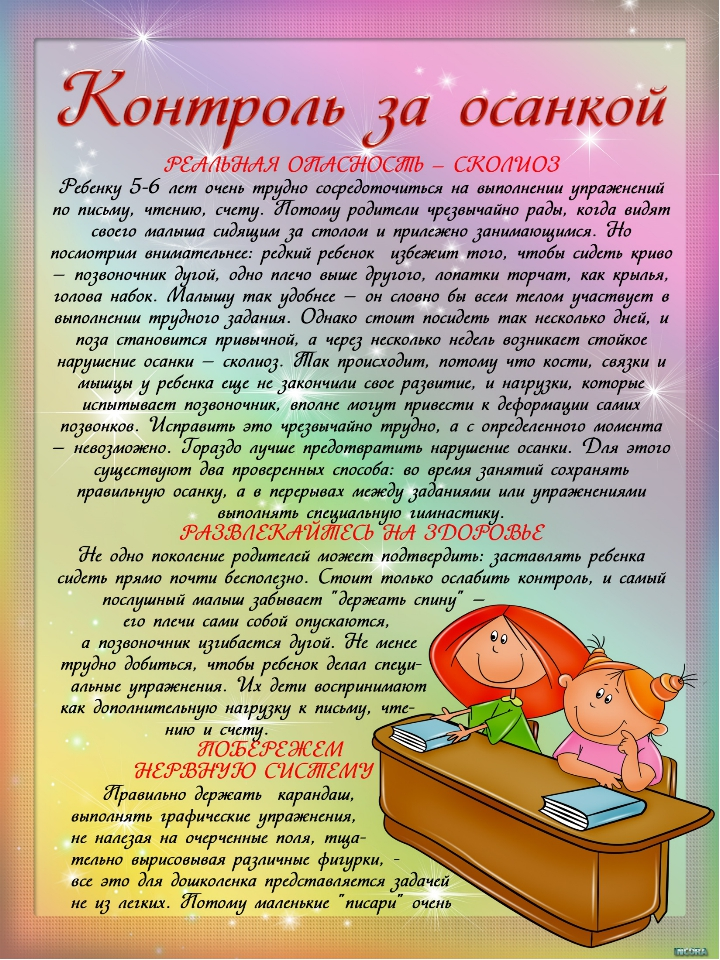 Контроль за осанкой
РЕАЛЬНАЯ ОПАСНОСТЬ – СКОЛИОЗ
Ребенку 5-6 лет очень трудно сосредоточиться на выполнении упражнений
по письму, чтению, счету. Потому родители чрезвычайно рады, когда видят
своего малыша сидящим за столом и прилежно занимающимся. Но
посмотрим внимательнее: редкий ребенок избежит того, чтобы сидеть криво
– позвоночник дугой, одно плечо выше другого, лопатки торчат, как крылья,
голова набок. Малышу так удобнее – он словно бы всем телом участвует в
выполнении трудного задания. Однако стоит посидеть так несколько дней, и
поза становится привычной, а через несколько недель возникает стойкое
нарушение осанки – сколиоз. Так происходит, потому что кости, связки и
мышцы у ребенка еще не закончили свое развитие, и нагрузки, которые
испытывает позвоночник, вполне могут привести к деформации самих
позвонков. Исправить это чрезвычайно трудно, а с определенного момента
– невозможно. Гораздо лучше предотвратить нарушение осанки. Для этого
существуют два проверенных способа: во время занятий сохранять
правильную осанку, а в перерывах между заданиями или упражнениями
выполнять специальную гимнастику.
РАЗВЛЕКАЙТЕСЬ НА ЗДОРОВЬЕ
Не одно поколение родителей может подтвердить: заставлять ребенка
сидеть прямо почти бесполезно. Стоит только ослабить контроль, и самый
послушный малыш забывает "держать спину" –
его плечи сами собой опускаются,
а позвоночник изгибается дугой. Не менее
трудно добиться, чтобы ребенок делал специ-
альные упражнения. Их дети воспринимают
как дополнительную нагрузку к письму, чте-
нию и счету.
ПОБЕРЕЖЕМ
НЕРВНУЮ СИСТЕМУ
Правильно держать карандаш,
выполнять графические упражнения,
не налезая на очерченные поля, тща-
тельно вырисовывая различные фигурки, -
все это для дошколенка представляется задачей
не из легких. Потому маленькие "писари" очень